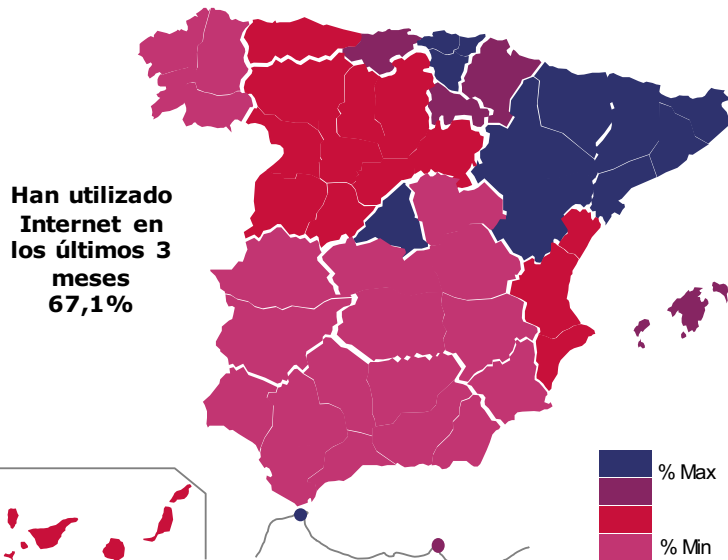 Han utilizado
Internet en
los últimos 3
meses
67,1%
% Max
% Min